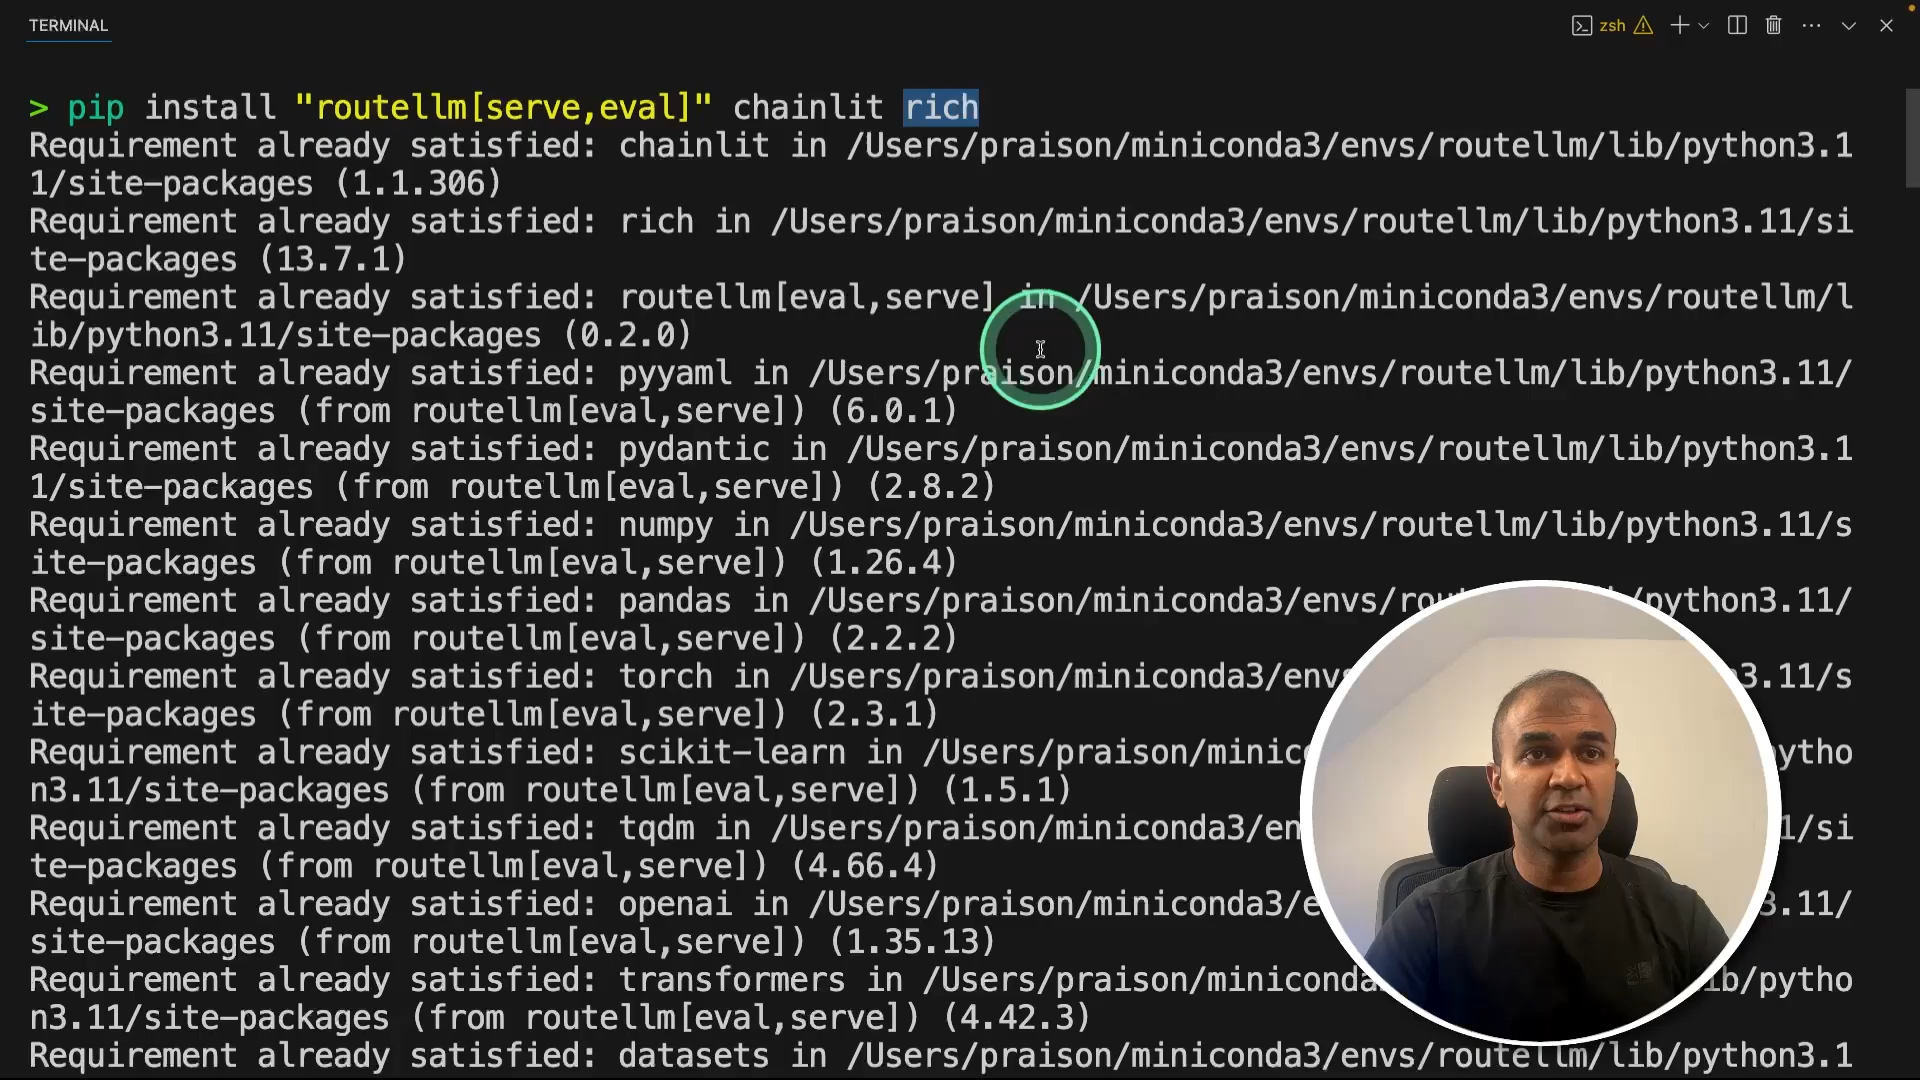 TERMINAL
zsh
> pip install "routellm[serve,eval]" chainlit rich
Requirement already satisfied: chainlit in /Users/praison/miniconda3/envs/routellm/lib/python3.1
1/site-packages (1.1.306)
Requirement already satisfied: rich in /Users/praison/miniconda3/envs/routellm/lib/python3.11/si
te-packages (13.7.1)
Requirement already satisfied: routellm[eval,serve] in /Users/praison/miniconda3/envs/routellm/l
ib/python3.11/site-packages (0.2.0)
Requirement already satisfied: pyyaml in /Users/praison/miniconda3/envs/routellm/lib/python3.11/
site-packages (from routellm[eval,serve]) (6.0.1)
Requirement already satisfied: pydantic in /Users/praison/miniconda3/envs/routellm/lib/python3.1
1/site-packages (from routellm[eval,serve]) (2.8.2)
Requirement already satisfied: numpy in /Users/praison/miniconda3/envs/routellm/lib/python3.11/s
ite-packages (from routellm[eval,serve]) (1.26.4)
Requirement already satisfied: pandas in /Users/praison/miniconda3/envs/ro python3.11/
site-packages (from routellm[eval,serve]) (2.2.2)
Requirement already satisfied: torch in /Users/praison/miniconda3/env 3.11/s
ite-packages (from routellm[eval,serve]) (2.3.1)
Requirement already satisfied: scikit-learn in /Users/praison/minic ytho
n3.11/site-packages (from routellm[eval,serve]) (1.5.1)
Requirement already satisfied: tqdm in /Users/praison/miniconda3/en 1/si
te-packages (from routellm[eval,serve]) (4.66.4)
Requirement already satisfied: openai in /Users/praison/miniconda3/e 3.11/
site-packages (from routellm[eval,serve]) (1.35.13)
Requirement already satisfied: transformers in /Users/praison/miniconda ib/pytho
n3.11/site-packages (from routellm[eval,serve]) (4.42.3)
Requirement already satisfied: datasets in /Users/praison/miniconda3/envs/routellm/lib/python3.1